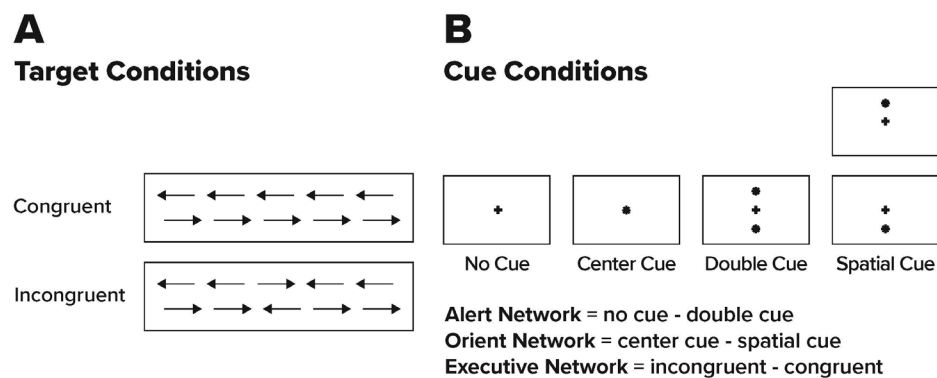 A
Target Conditions
Congruent
Incongruent
B
Cue Conditions
No Cue
Center Cue
Double Cue
Spatial Cue
Alert Network = no cue - double cue
Orient Network = center cue - spatial cue
Executive Network = incongruent - congruent